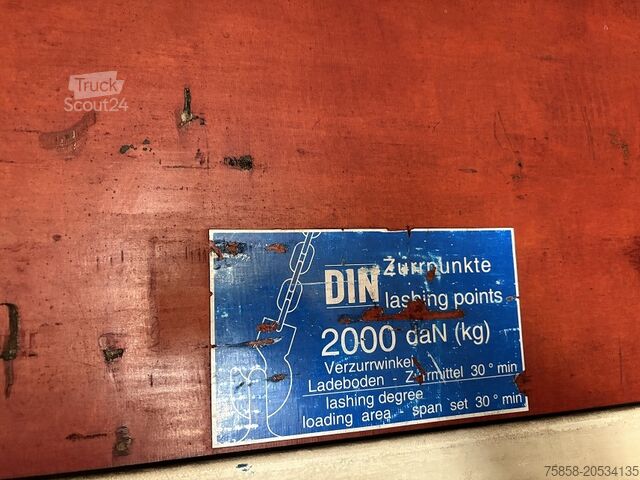 Truck
Scout24
DIN Zurrpunkte
lashing points
2000 daN (kg)
Verzurrwinkel
Ladeboden - Zurrmittel 30° min
lashing degree
loading area - span set 30° min
75858-20534135